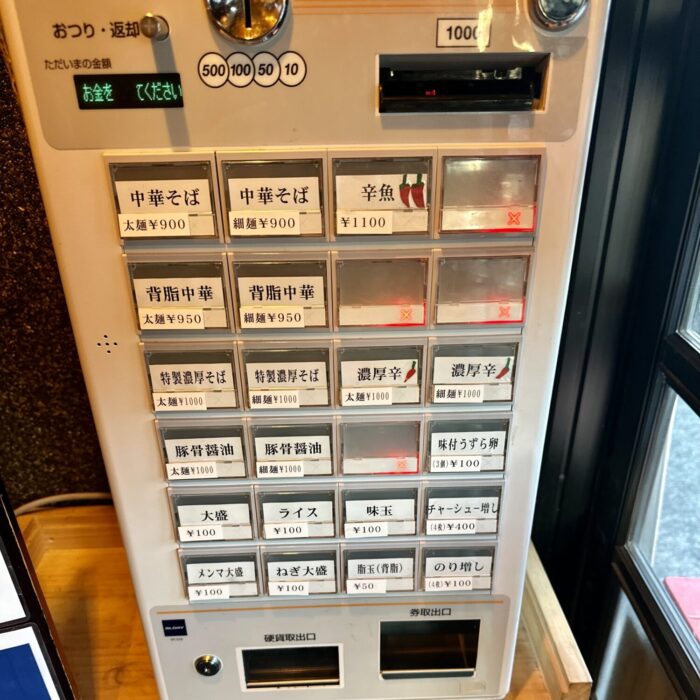 おつり・返却
1000
ただいまの金額
500 100 50 10
お金を てください
中華そば
太麺¥900
中華そば
細麺¥900
辛魚
¥1100
背脂中華
太麺¥950
背脂中華
細麺¥950
特製濃厚そば
太麺¥1000
特製濃厚そば
細麺¥1000
濃厚辛
太麺¥1000
濃厚辛
細麺¥1000
豚骨醤油
太麺¥1000
豚骨醤油
細麺¥1000
味付うずら卵
(3個)¥100
大盛
¥100
ライス
¥100
味玉
¥100
チャーシュー増し
(4枚)¥400
メンマ大盛
¥100
ねぎ大盛
¥100
脂玉(背脂)
¥50
のり増し
(4枚)¥100
GLORY
硬貨取出口
券取出口